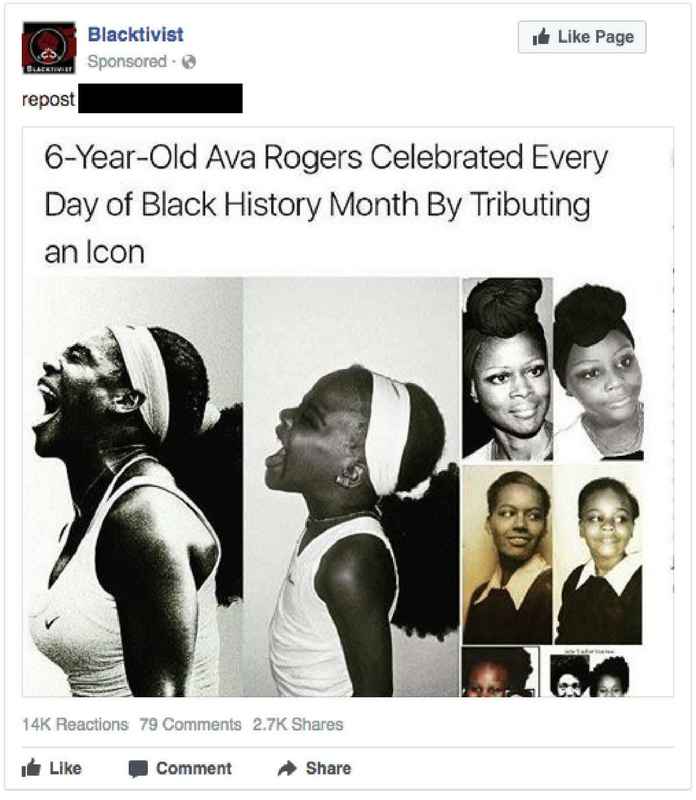 Blacktivist
Sponsored ·
BLACKTIVIST
Like Page
repost
6-Year-Old Ava Rogers Celebrated Every
Day of Black History Month By Tributing
an Icon
14K Reactions 79 Comments 2.7K Shares
Like Comment Share